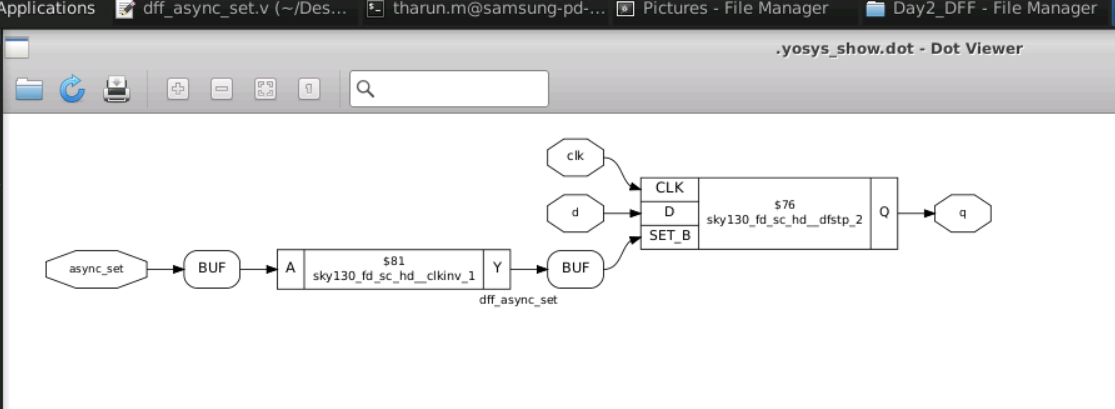 Applications
dff_async_set.v (~/Des...
tharun.m@samsung-pd-...
Pictures - File Manager
Day2_DFF - File Manager
.yosys_show.dot - Dot Viewer
clk
d
CLK
D
SET_B
$76
sky130_fd_sc_hd__dfstp_2
Q
q
async_set
BUF
A
$81
sky130_fd_sc_hd__clkinv_1
Y
BUF
dff_async_set